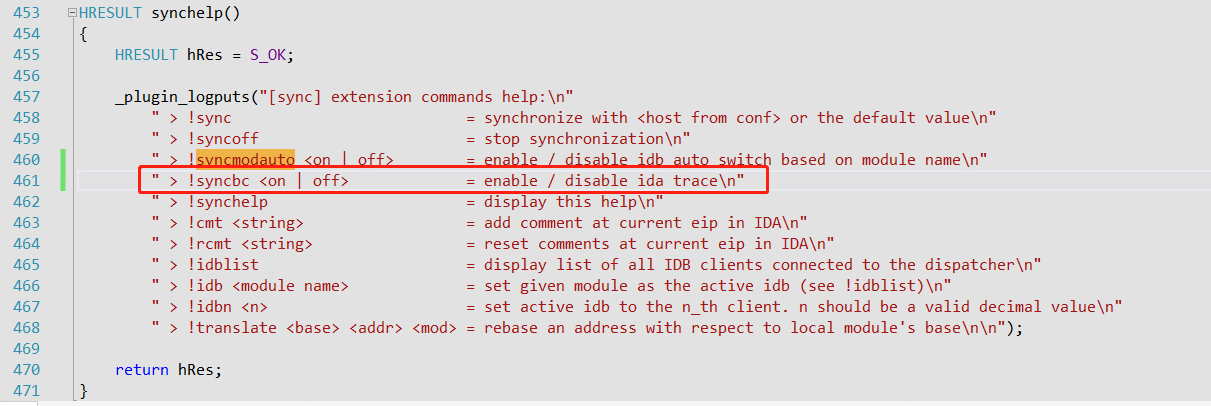 453 HRESULT synchelp()
454 {
455 HRESULT hRes = S_OK;
456
457 _plugin_logputs("[sync] extension commands help:\n"
458 " > !sync = synchronize with <host from conf> or the default value\n"
459 " > !syncoff = stop synchronization\n"
460 " > !syncmodauto <on | off> = enable / disable idb auto switch based on module name\n"
461 " > !syncbc <on | off> = enable / disable ida trace\n"
462 " > !synchelp = display this help\n"
463 " > !cmt <string> = add comment at current eip in IDA\n"
464 " > !rcmt <string> = reset comments at current eip in IDA\n"
465 " > !idblist = display list of all IDB clients connected to the dispatcher\n"
466 " > !idb <module name> = set given module as the active idb (see !idblist)\n"
467 " > !idbn <n> = set active idb to the n_th client. n should be a valid decimal value\n"
468 " > !translate <base> <addr> <mod> = rebase an address with respect to local module's base\n\n");
469
470 return hRes;
471 }